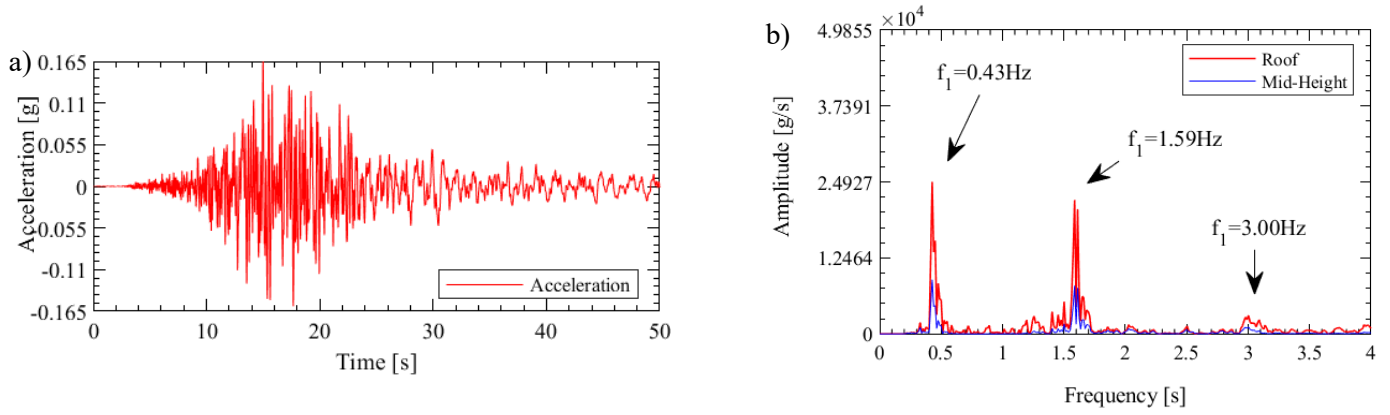 a)
Acceleration [g]
0.165
0.11
0.055
0
-0.055
-0.11
-0.165
Acceleration
0
10
20
30
40
50
Time [s]
b)
×10⁴
Amplitude [g/s]
4.9855
3.7391
2.4927
1.2464
0
Roof
Mid-Height
f₁=0.43Hz
f₁=1.59Hz
f₁=3.00Hz
0
0.5
1
1.5
2
2.5
3
3.5
4
Frequency [s]